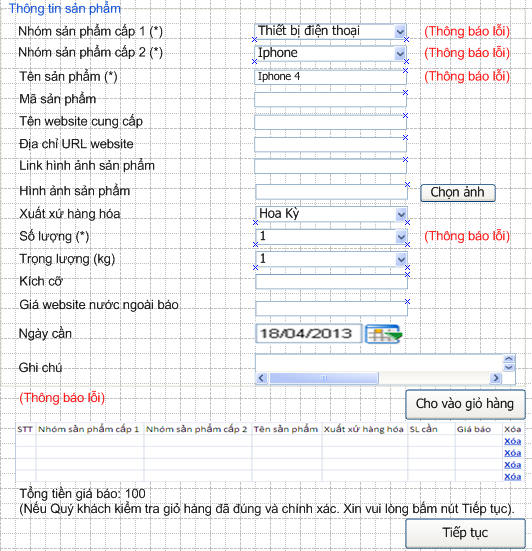 Thông tin sản phẩm
Nhóm sản phẩm cấp 1 (*) Thiết bị điện thoại (Thông báo lỗi)
Nhóm sản phẩm cấp 2 (*) Iphone (Thông báo lỗi)
Tên sản phẩm (*) Iphone 4 (Thông báo lỗi)
Mã sản phẩm
Tên website cung cấp
Địa chỉ URL website
Link hình ảnh sản phẩm
Hình ảnh sản phẩm Chọn ảnh
Xuất xứ hàng hóa Hoa Kỳ
Số lượng (*) 1 (Thông báo lỗi)
Trọng lượng (kg) 1
Kích cỡ
Giá website nước ngoài báo
Ngày cần 18/04/2013
Ghi chú
(Thông báo lỗi) Cho vào giỏ hàng
STT Nhóm sản phẩm cấp 1 Nhóm sản phẩm cấp 2 Tên sản phẩm Xuất xứ hàng hóa SL cần Giá báo Xóa
Xóa
Xóa
Xóa
Xóa
Tổng tiền giá báo: 100
(Nếu Quý khách kiểm tra giỏ hàng đã đúng và chính xác. Xin vui lòng bấm nút Tiếp tục).
Tiếp tục